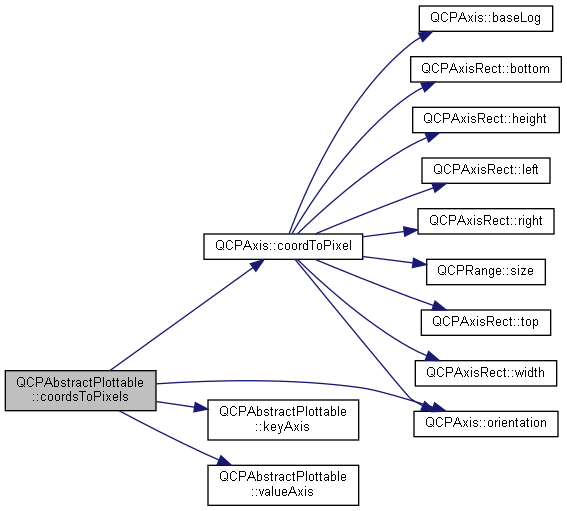 QCPAxis::baseLog
QCPAxisRect::bottom
QCPAxisRect::height
QCPAxisRect::left
QCPAxisRect::right
QCPAxis::coordToPixel
QCPRange::size
QCPAxisRect::top
QCPAxisRect::width
QCPAbstractPlottable
::coordsToPixels
QCPAbstractPlottable
::keyAxis
QCPAxis::orientation
QCPAbstractPlottable
::valueAxis